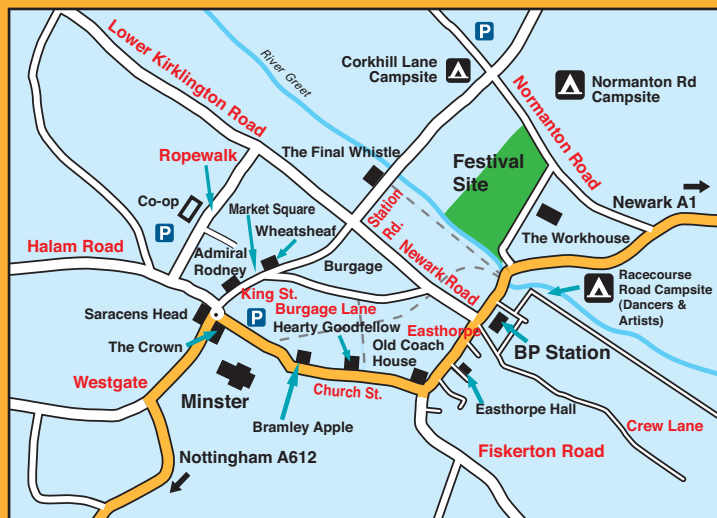 P
Lower Kirklington Road
River Greet
Corkhill Lane
Campsite
Normanton Rd
Campsite
Normanton Road
Ropewalk
The Final Whistle
Festival
Site
Newark A1
Co-op
Market Square
Wheatsheaf
Station
Rd.
P
The Workhouse
Halam Road
Admiral
Rodney
Burgage
Newark Road
Racecourse
Road Campsite
(Dancers &
Artists)
King St.
Burgage Lane
Saracens Head
P
Hearty Goodfellow
Easthorpe
The Crown
Old Coach
House
BP Station
Westgate
Minster
Church St.
Easthorpe Hall
Bramley Apple
Crew Lane
Nottingham A612
Fiskerton Road